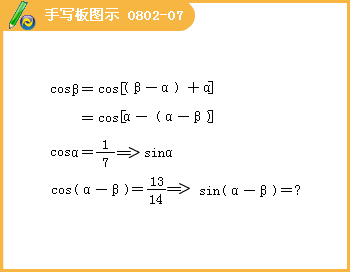 手写板图示 0802-07
cosβ=cos[(β-α)+α]
=cos[α-(α-β)]
cosα=1/7⟹sinα
cos(α-β)=13/14⟹ sin(α-β)=?